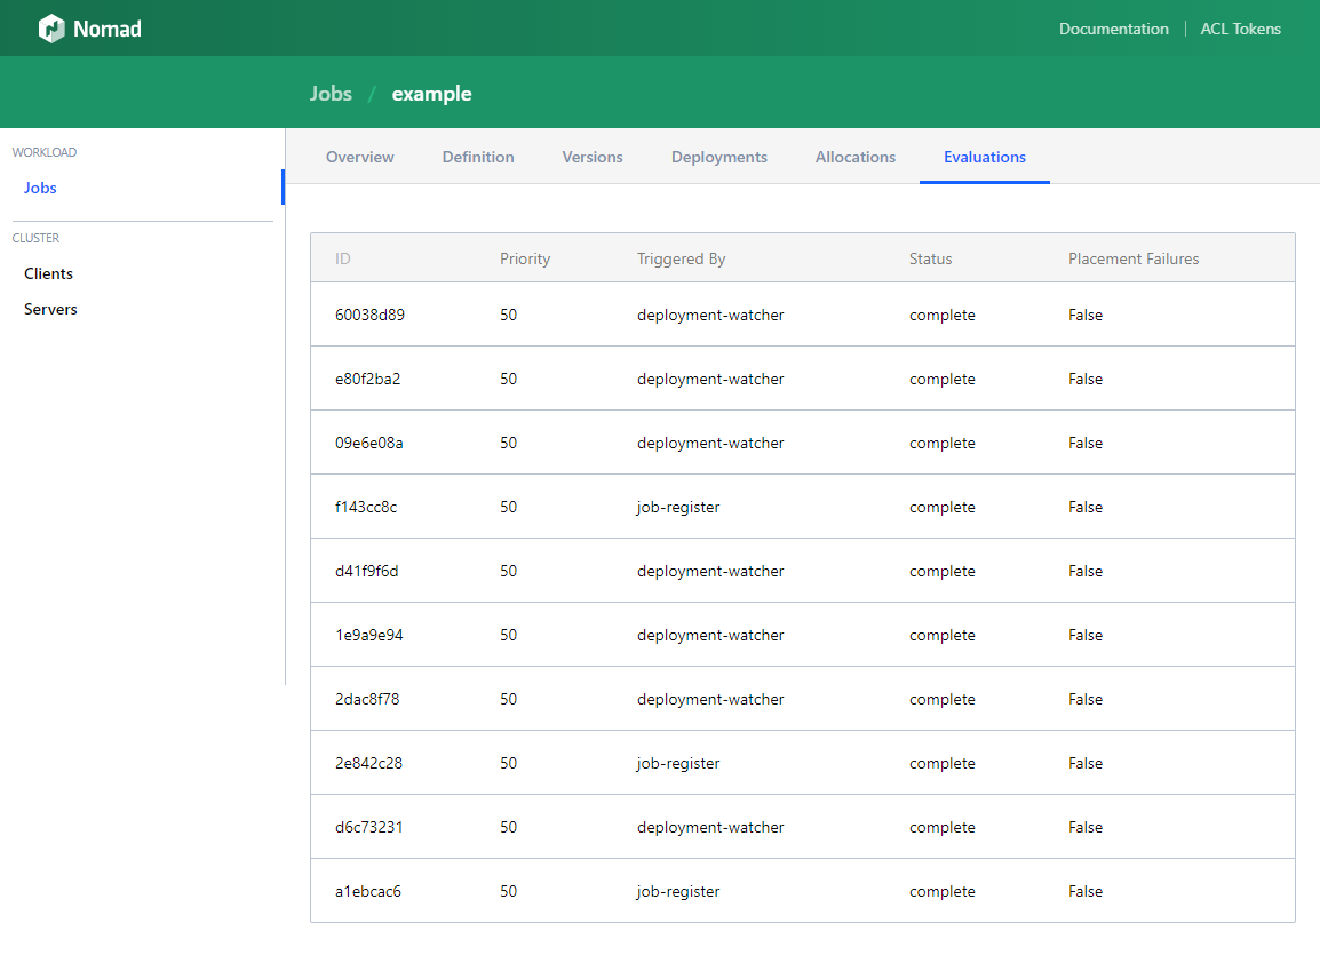 Nomad
Documentation | ACL Tokens
Jobs / example
WORKLOAD
Jobs
CLUSTER
Clients
Servers
Overview Definition Versions Deployments Allocations Evaluations
ID Priority Triggered By Status Placement Failures
60038d89 50 deployment-watcher complete False
e80f2ba2 50 deployment-watcher complete False
09e6e08a 50 deployment-watcher complete False
f143cc8c 50 job-register complete False
d41f9f6d 50 deployment-watcher complete False
1e9a9e94 50 deployment-watcher complete False
2dac8f78 50 deployment-watcher complete False
2e842c28 50 job-register complete False
d6c73231 50 deployment-watcher complete False
a1ebcac6 50 job-register complete False